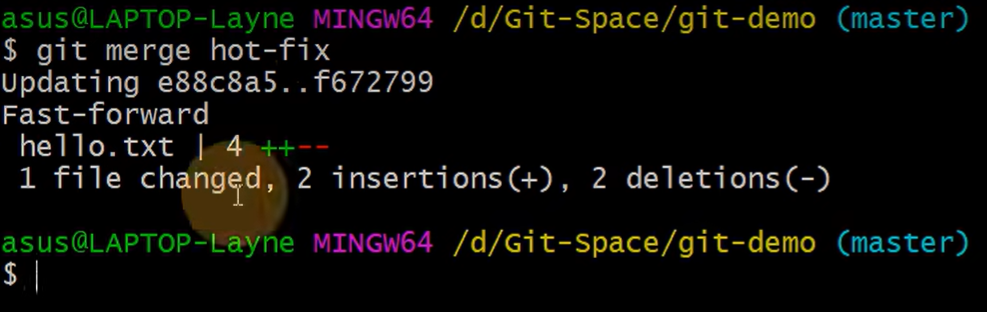 asus@LAPTOP-Layne MINGW64 /d/Git-Space/git-demo (master)
$ git merge hot-fix
Updating e88c8a5..f672799
Fast-forward
 hello.txt | 4 ++--
 1 file changed, 2 insertions(+), 2 deletions(-)
asus@LAPTOP-Layne MINGW64 /d/Git-Space/git-demo (master)
$